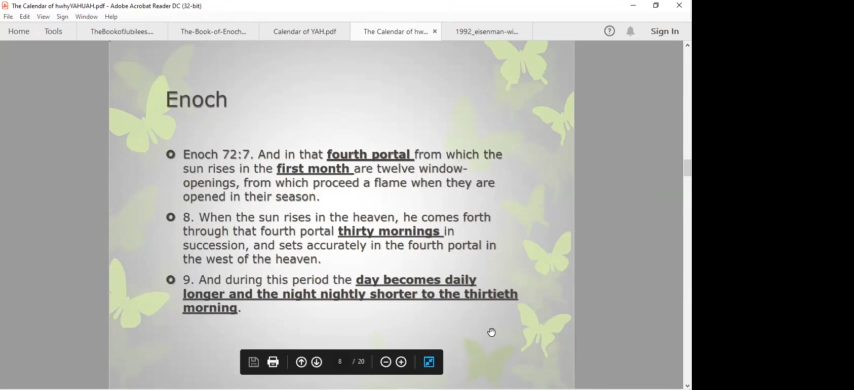 The Calendar of hwhyYAHUAH.pdf - Adobe Acrobat Reader DC (32-bit)
File Edit View Sign Window Help
Home Tools TheBookofJubilees.... The-Book-of-Enoch... Calendar of YAH.pdf The Calendar of hw... × 1992_eisenman-wi... Sign In
Enoch
Enoch 72:7. And in that fourth portal from which the
sun rises in the first month are twelve window-
openings, from which proceed a flame when they are
opened in their season.
8. When the sun rises in the heaven, he comes forth
through that fourth portal thirty mornings in
succession, and sets accurately in the fourth portal in
the west of the heaven.
9. And during this period the day becomes daily
longer and the night nightly shorter to the thirtieth
morning.
8 / 20